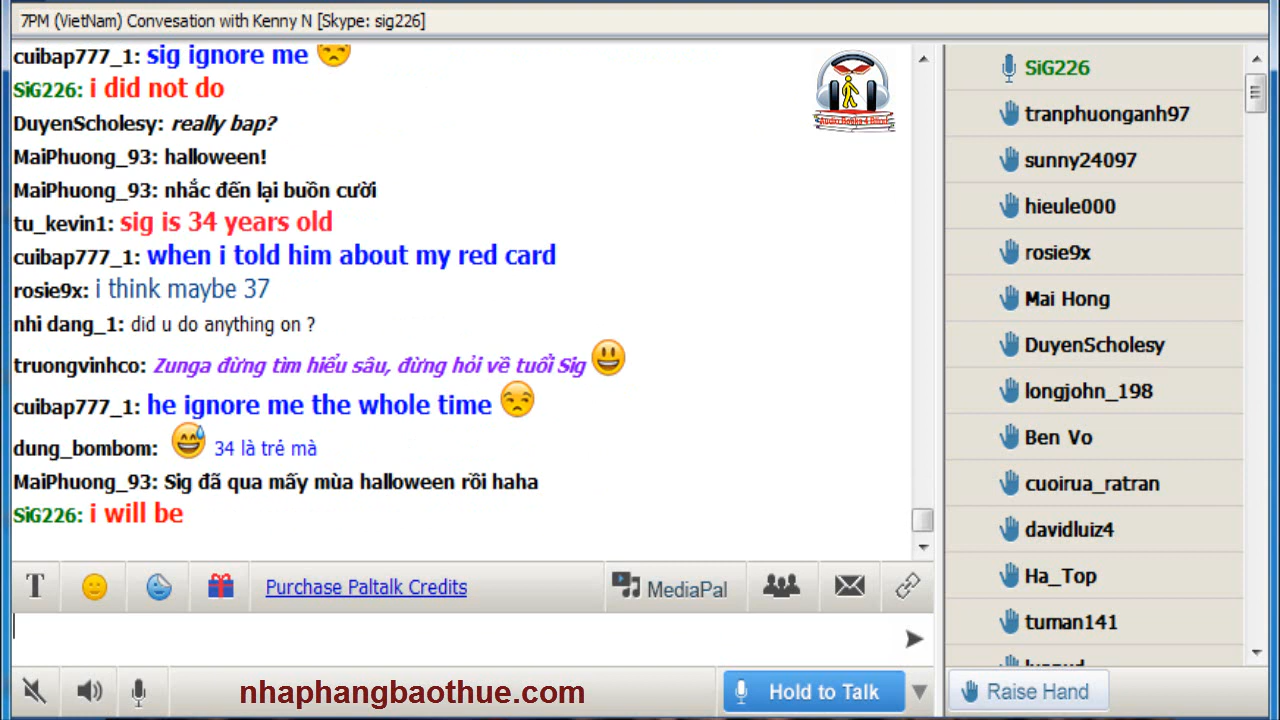 7PM (VietNam) Convesation with Kenny N [Skype: sig226]
cuibap777_1: sig ignore me
SiG226: i did not do
DuyenScholesy: really bap?
MaiPhuong_93: halloween!
MaiPhuong_93: nhắc đến lại buồn cười
tu_kevin1: sig is 34 years old
cuibap777_1: when i told him about my red card
rosie9x: i think maybe 37
nhi dang_1: did u do anything on ?
truongvinhco: Zunga đừng tìm hiểu sâu, đừng hỏi về tuổi Sig
cuibap777_1: he ignore me the whole time
dung_bombom: 34 là trẻ mà
MaiPhuong_93: Sig đã qua mấy mùa halloween rồi haha
SiG226: i will be
Audio Books 4 Blind
T
Purchase Paltalk Credits
MediaPal
nhaphangbaothue.com
Hold to Talk
SiG226
tranphuonganh97
sunny24097
hieule000
rosie9x
Mai Hong
DuyenScholesy
longjohn_198
Ben Vo
cuoirua_ratran
davidluiz4
Ha_Top
tuman141
Raise Hand